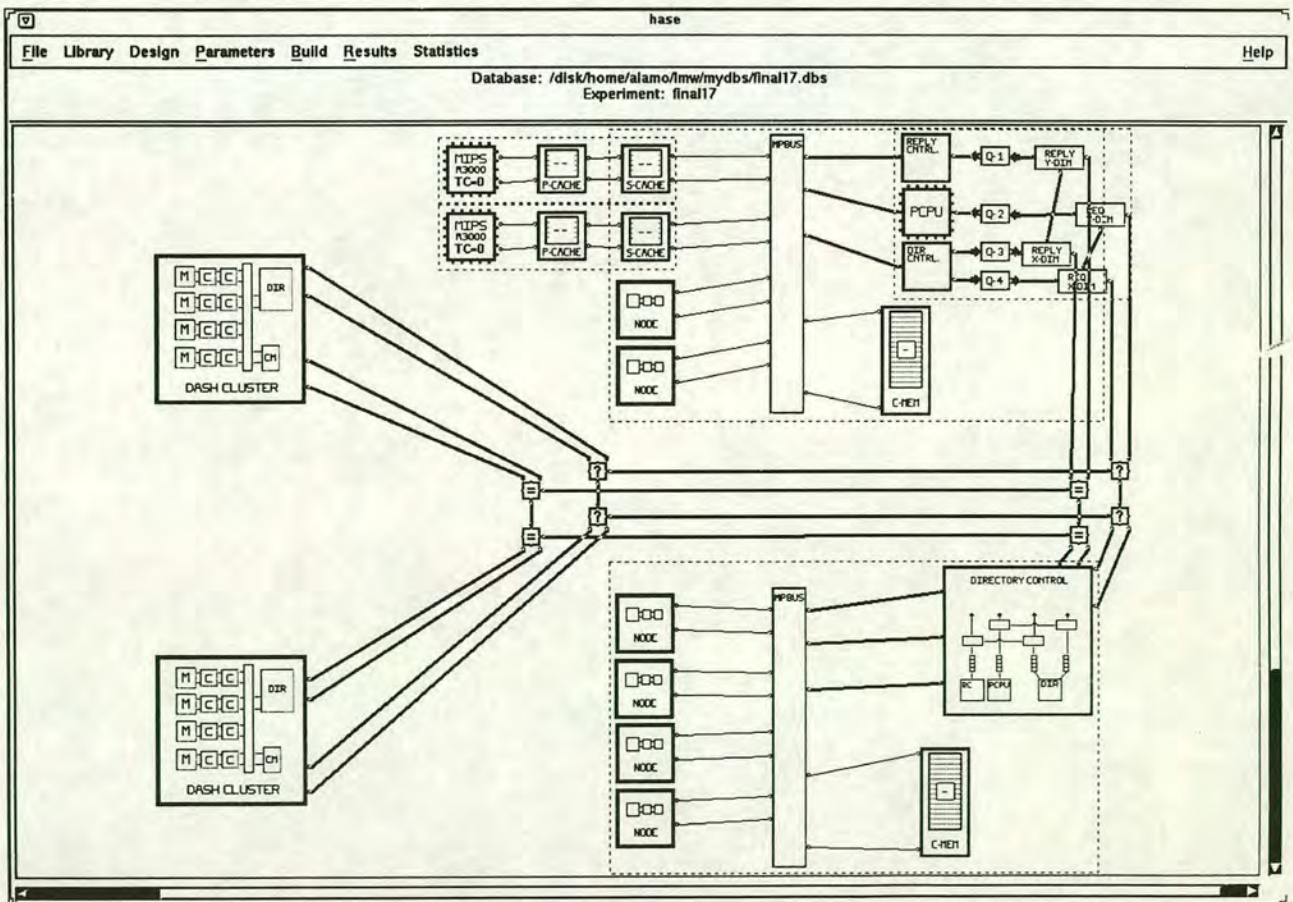 hase
File Library Design Parameters Build Results Statistics Help
Database: /disk/home/alamo/lmw/mydbs/final17.dbs
Experiment: final17
MIPS
R3000
TC=0
P-CACHE
S-CACHE
MIPS
R3000
TC=0
P-CACHE
S-CACHE
NODE
NODE
MPBUS
REPLY
CNTRL.
PCPU
DIR
CNTRL.
Q-1
Q-2
Q-3
Q-4
REPLY
Y-DIM
REPLY
X-DIM
C-MEM
M C C
M C C
M C C
M C C
DIR
CM
DASH CLUSTER
?
?
=
=
?
?
=
=
M C C
M C C
M C C
M C C
DIR
CM
DASH CLUSTER
NODE
NODE
NODE
NODE
MPBUS
DIRECTORY CONTROL
RC
PCPU
DIR
C-MEM